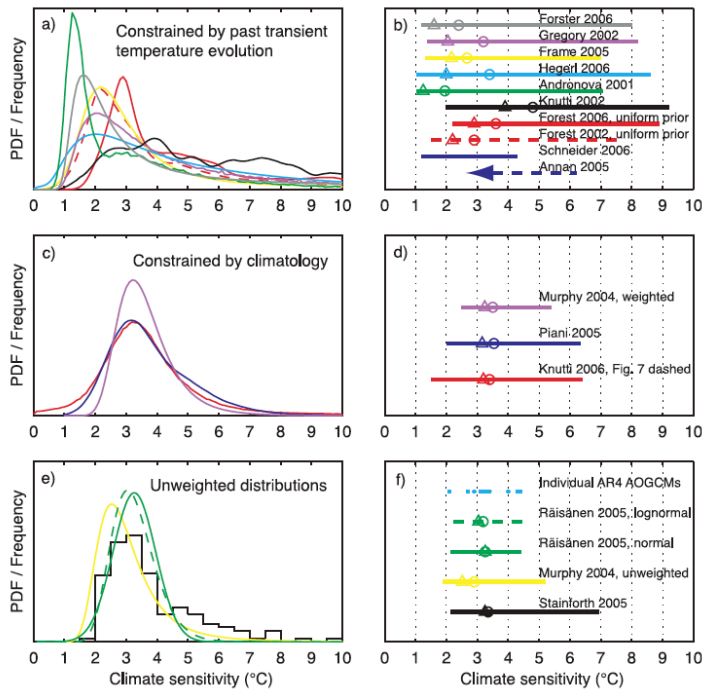 a)
Constrained by past transient
temperature evolution
PDF / Frequency
0 1 2 3 4 5 6 7 8 9 10
b)
Forster 2006
Gregory 2002
Frame 2005
Hegerl 2006
Andronova 2001
Knutti 2002
Forest 2006, uniform prior
Forest 2002, uniform prior
Schneider 2006
Annan 2005
0 1 2 3 4 5 6 7 8 9 10
c)
Constrained by climatology
PDF / Frequency
0 1 2 3 4 5 6 7 8 9 10
d)
Murphy 2004, weighted
Piani 2005
Knutti 2006, Fig. 7 dashed
0 1 2 3 4 5 6 7 8 9 10
e)
Unweighted distributions
PDF / Frequency
0 1 2 3 4 5 6 7 8 9 10
Climate sensitivity (°C)
f)
Individual AR4 AOGCMs
Räisänen 2005, lognormal
Räisänen 2005, normal
Murphy 2004, unweighted
Stainforth 2005
0 1 2 3 4 5 6 7 8 9 10
Climate sensitivity (°C)